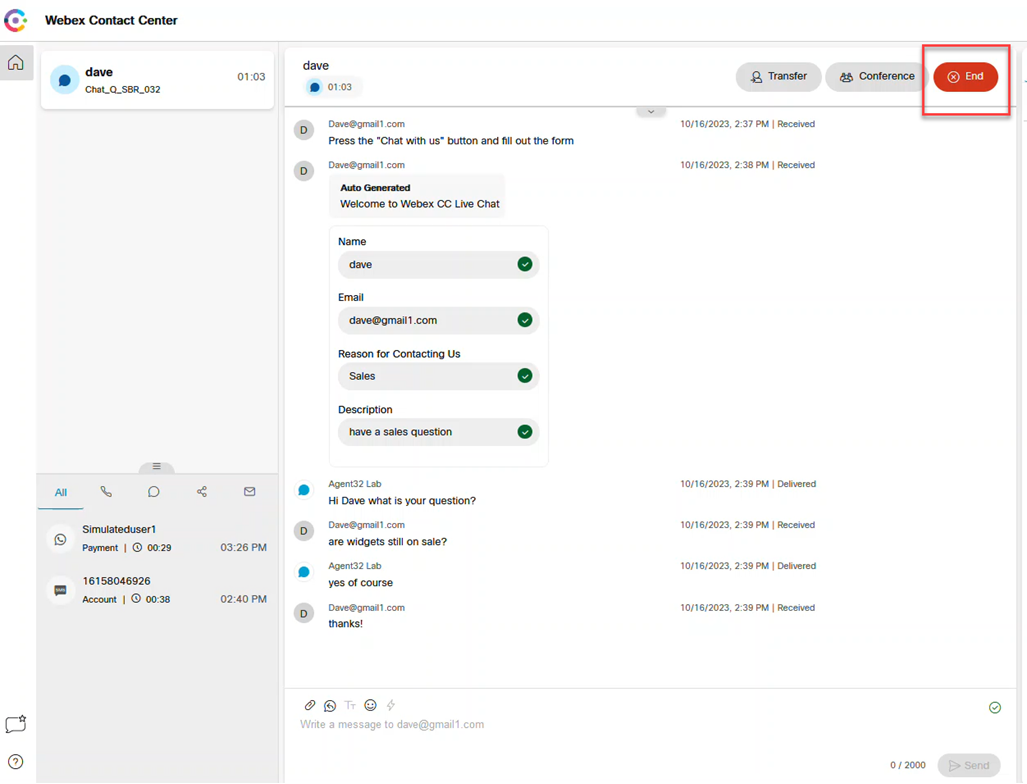 Webex Contact Center
dave
01:03
Chat_Q_SBR_032
dave
01:03
Transfer
Conference
End
D
Dave@gmail1.com
10/16/2023, 2:37 PM | Received
Press the "Chat with us" button and fill out the form
D
Dave@gmail1.com
10/16/2023, 2:38 PM | Received
Auto Generated
Welcome to Webex CC Live Chat
Name
dave
Email
dave@gmail1.com
Reason for Contacting Us
Sales
Description
have a sales question
Agent32 Lab
10/16/2023, 2:39 PM | Delivered
Hi Dave what is your question?
D
Dave@gmail1.com
10/16/2023, 2:39 PM | Received
are widgets still on sale?
Agent32 Lab
10/16/2023, 2:39 PM | Delivered
yes of course
D
Dave@gmail1.com
10/16/2023, 2:39 PM | Received
thanks!
All
Simulateduser1
Payment | 00:29
03:26 PM
16158046926
Account | 00:38
02:40 PM
Tт
Write a message to dave@gmail1.com
0 / 2000
Send